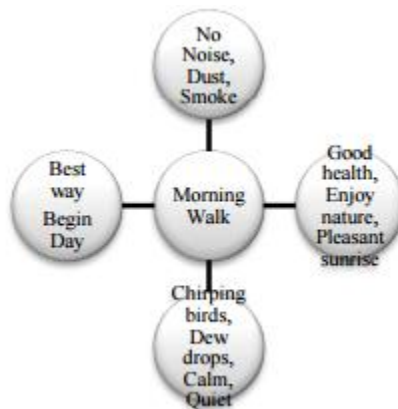 No
Noise,
Dust,
Smoke
Best
way
Begin
Day
Morning
Walk
Good
health,
Enjoy
nature,
Pleasant
sunrise
Chirping
birds,
Dew
drops,
Calm,
Quiet